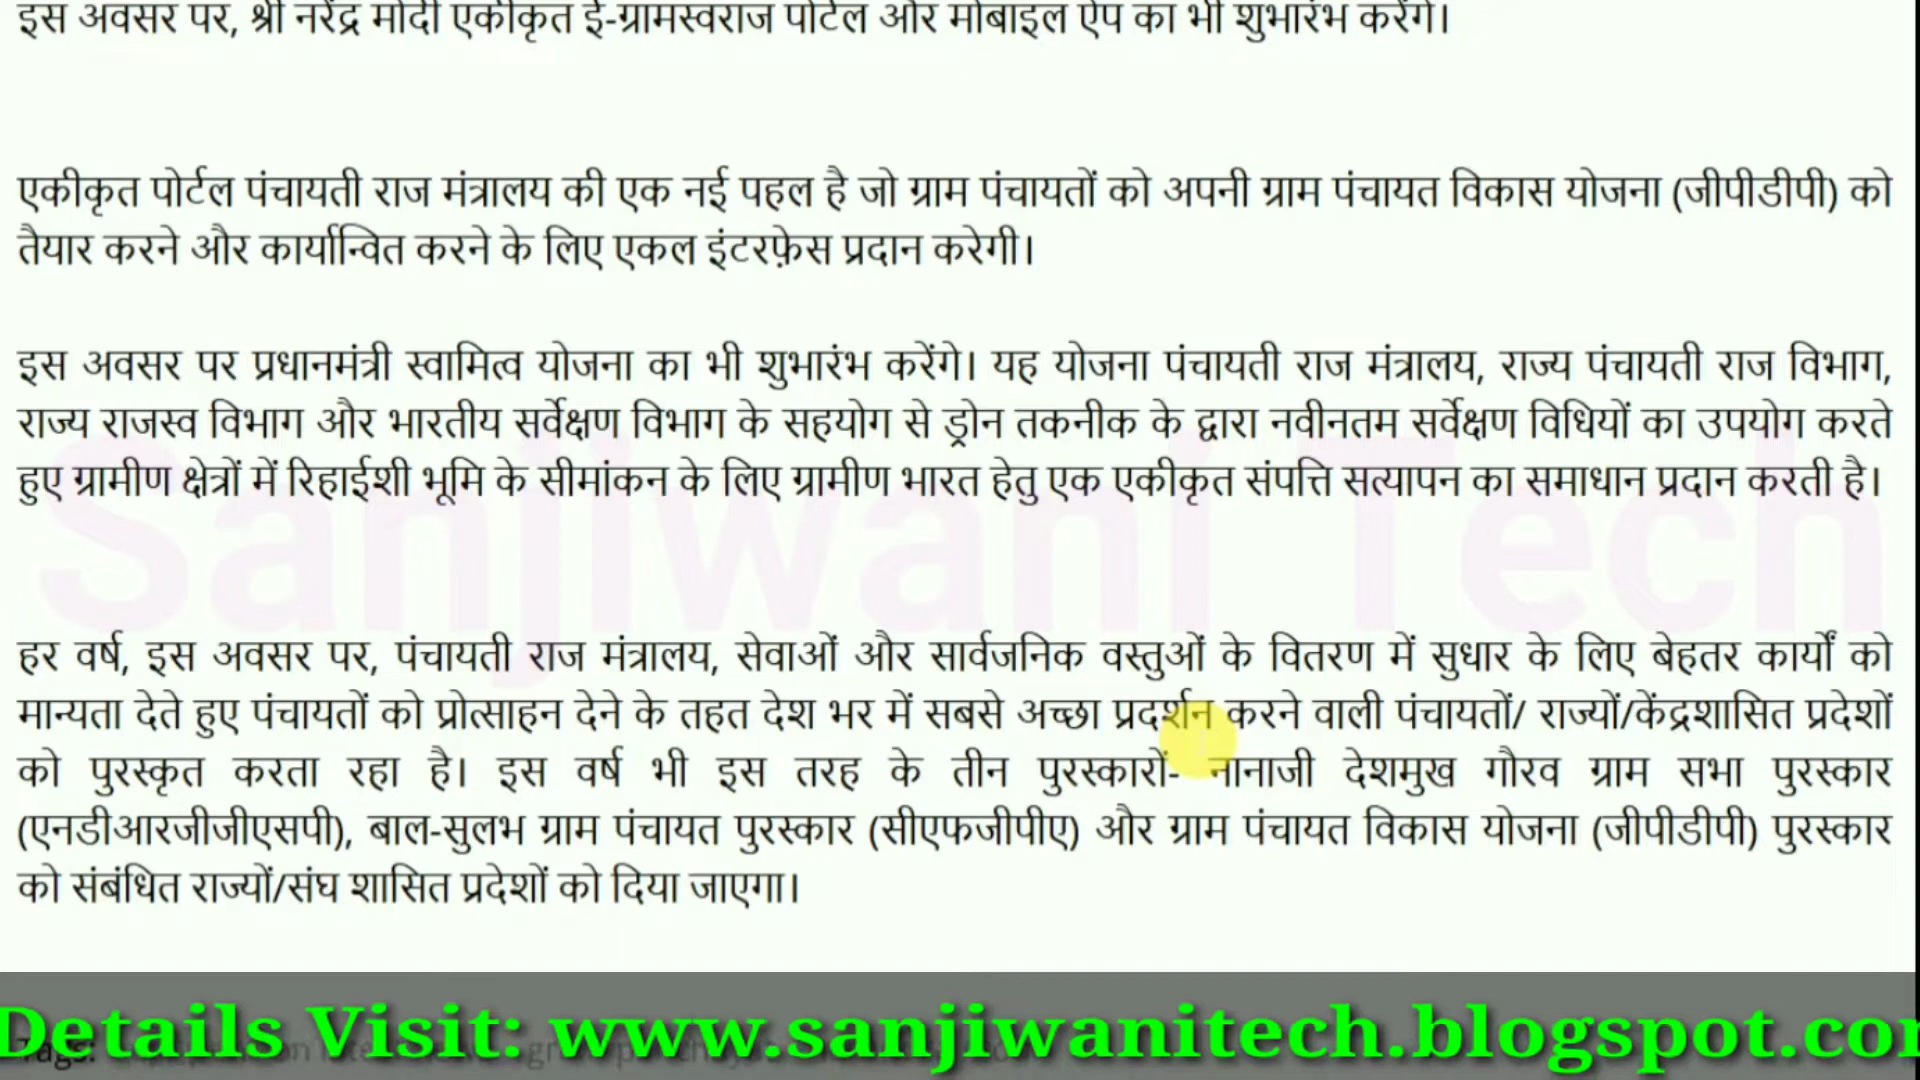 इस अवसर पर, श्री नरेंद्र मोदी एकीकृत ई-ग्रामस्वराज पोर्टल और मोबाइल ऐप का भी शुभारंभ करेंगे।
एकीकृत पोर्टल पंचायती राज मंत्रालय की एक नई पहल है जो ग्राम पंचायतों को अपनी ग्राम पंचायत विकास योजना (जीपीडीपी) को
तैयार करने और कार्यान्वित करने के लिए एकल इंटरफ़ेस प्रदान करेगी।
इस अवसर पर प्रधानमंत्री स्वामित्व योजना का भी शुभारंभ करेंगे। यह योजना पंचायती राज मंत्रालय, राज्य पंचायती राज विभाग,
राज्य राजस्व विभाग और भारतीय सर्वेक्षण विभाग के सहयोग से ड्रोन तकनीक के द्वारा नवीनतम सर्वेक्षण विधियों का उपयोग करते
हुए ग्रामीण क्षेत्रों में रिहाईशी भूमि के सीमांकन के लिए ग्रामीण भारत हेतु एक एकीकृत संपत्ति सत्यापन का समाधान प्रदान करती है।
Sanjiwani Tech
हर वर्ष, इस अवसर पर, पंचायती राज मंत्रालय, सेवाओं और सार्वजनिक वस्तुओं के वितरण में सुधार के लिए बेहतर कार्यों को
मान्यता देते हुए पंचायतों को प्रोत्साहन देने के तहत देश भर में सबसे अच्छा प्रदर्शन करने वाली पंचायतों/ राज्यों/केंद्रशासित प्रदेशों
को पुरस्कृत करता रहा है। इस वर्ष भी इस तरह के तीन पुरस्कारों- नानाजी देशमुख गौरव ग्राम सभा पुरस्कार
(एनडीआरजीजीएसपी), बाल-सुलभ ग्राम पंचायत पुरस्कार (सीएफजीपीए) और ग्राम पंचायत विकास योजना (जीपीडीपी) पुरस्कार
को संबंधित राज्यों/संघ शासित प्रदेशों को दिया जाएगा।
Details Visit: www.sanjiwanitech.blogspot.com
Tags: